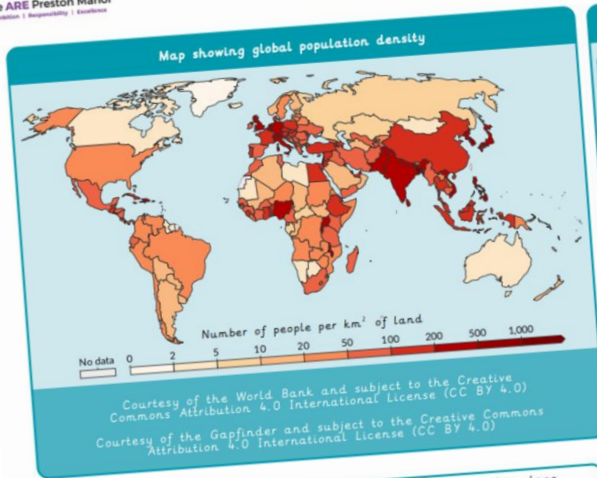 ARE Preston Manor
Responsibility | Excellence
Map showing global population density
Number of people per km² of land
No data 0 2 5 10 20 50 100 200 500 1,000
Courtesy of the World Bank and subject to the Creative
Commons Attribution 4.0 International License (CC BY 4.0)
Courtesy of the Gapfinder and subject to the Creative Commons
Attribution 4.0 International License (CC BY 4.0)